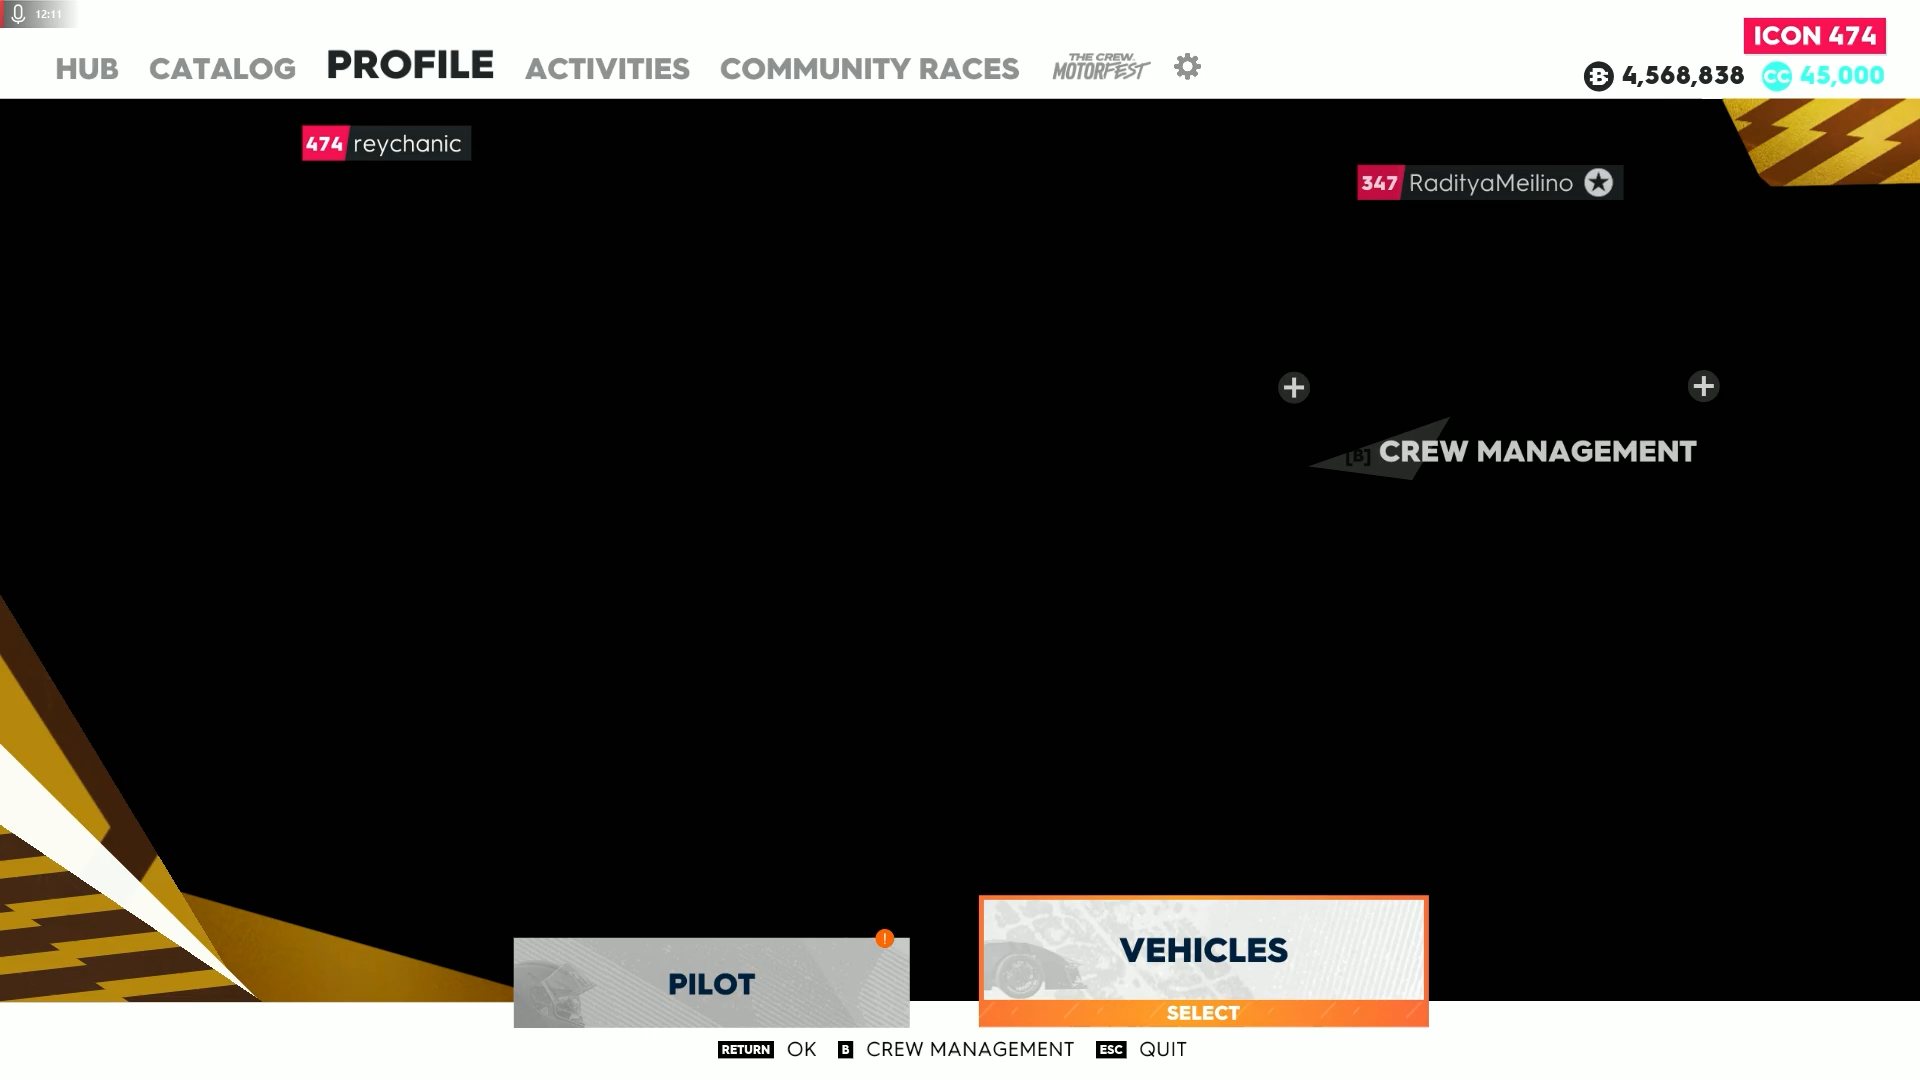 12:11
ICON 474
HUB CATALOG PROFILE ACTIVITIES COMMUNITY RACES THE CREW MOTORFEST
4,568,838 CC 45,000
474 reychanic
347 RadityaMeilino
[B] CREW MANAGEMENT
!
VEHICLES
PILOT
SELECT
RETURN OK B CREW MANAGEMENT ESC QUIT